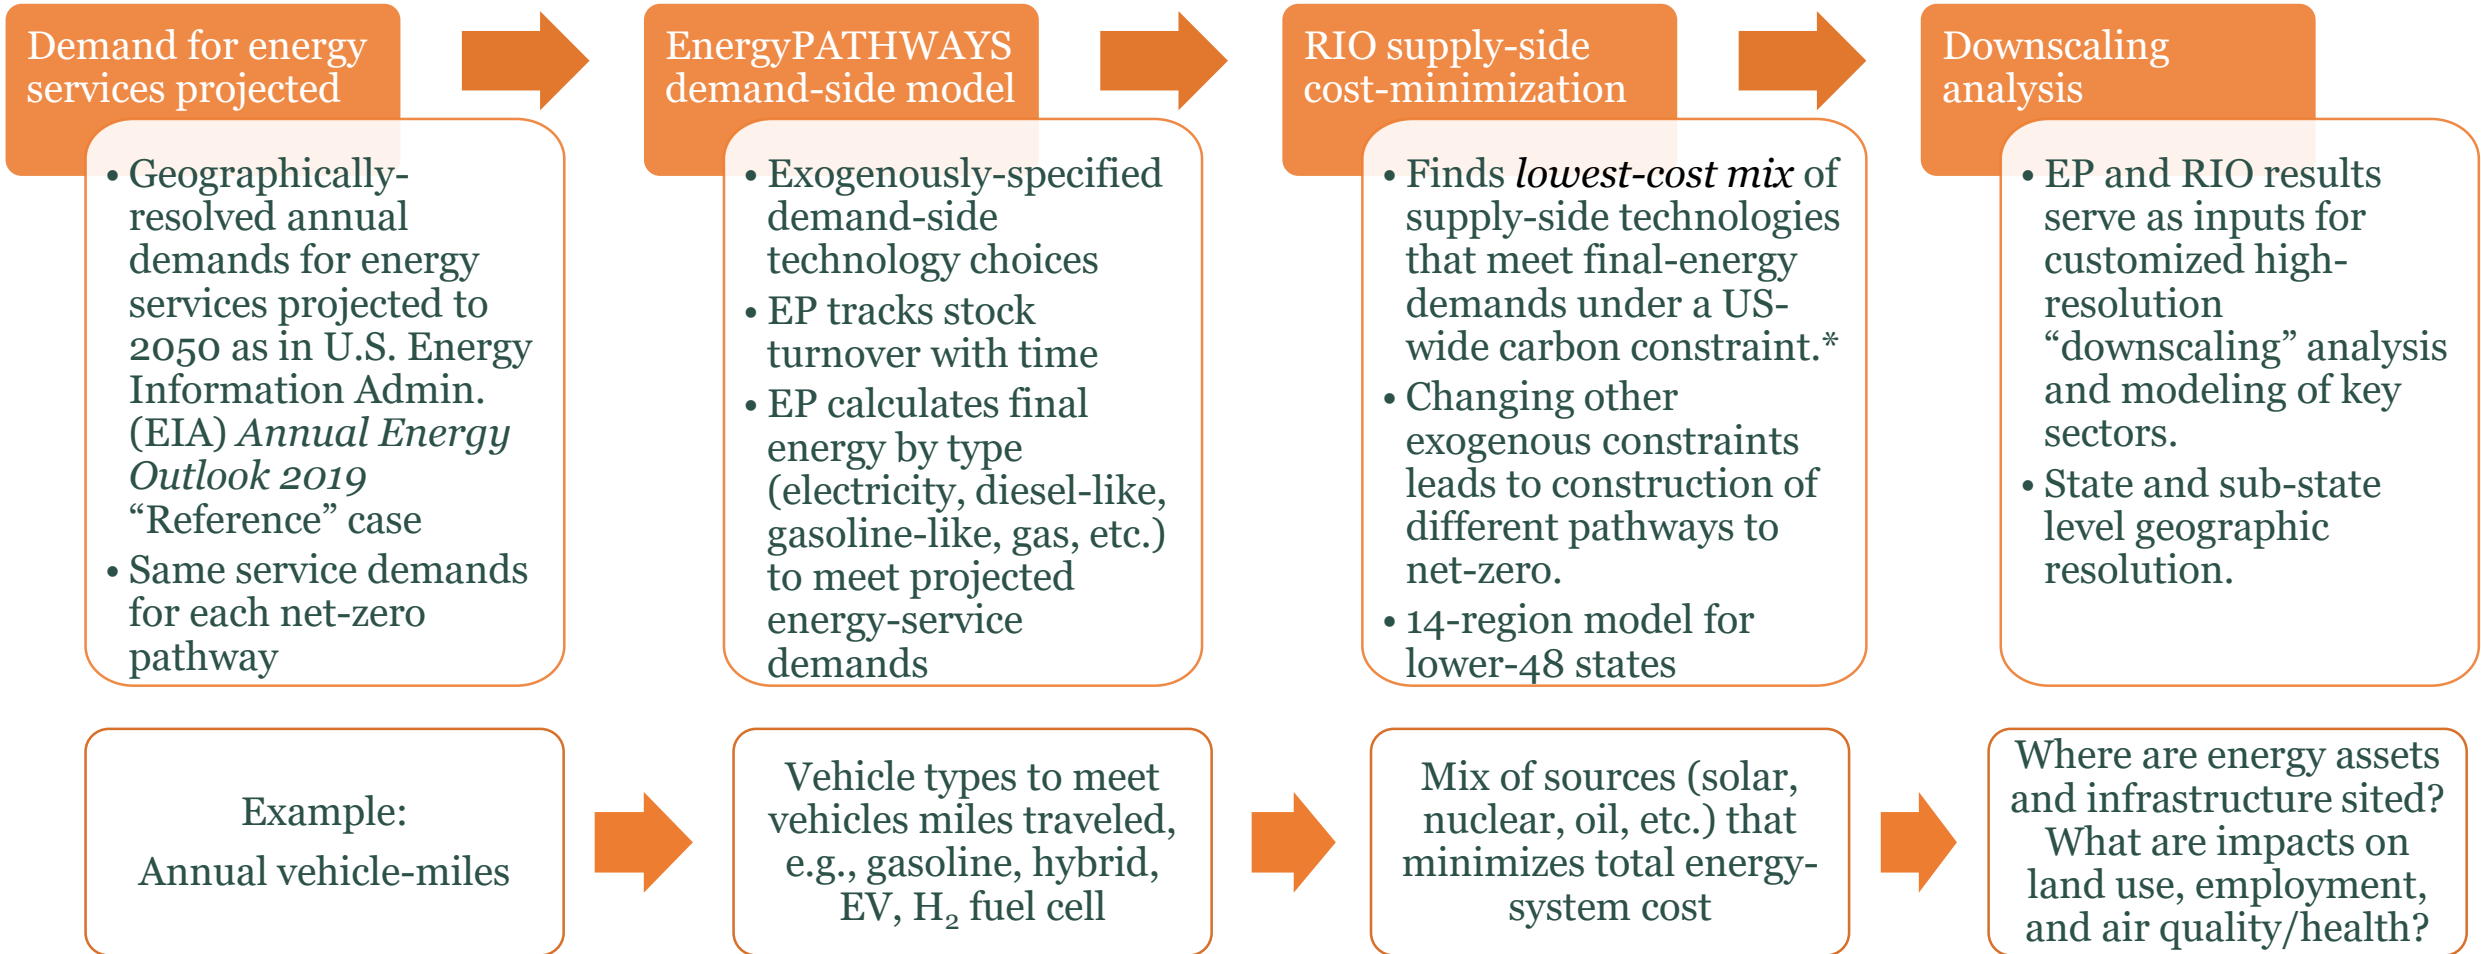 Demand for energy
services projected
• Geographically-
resolved annual
demands for energy
services projected to
2050 as in U.S. Energy
Information Admin.
(EIA) Annual Energy
Outlook 2019
“Reference” case
• Same service demands
for each net-zero
pathway
EnergyPATHWAYS
demand-side model
• Exogenously-specified
demand-side
technology choices
• EP tracks stock
turnover with time
• EP calculates final
energy by type
(electricity, diesel-like,
gasoline-like, gas, etc.)
to meet projected
energy-service
demands
RIO supply-side
cost-minimization
• Finds lowest-cost mix of
supply-side technologies
that meet final-energy
demands under a US-
wide carbon constraint.*
• Changing other
exogenous constraints
leads to construction of
different pathways to
net-zero.
• 14-region model for
lower-48 states
Downscaling
analysis
• EP and RIO results
serve as inputs for
customized high-
resolution
“downscaling” analysis
and modeling of key
sectors.
• State and sub-state
level geographic
resolution.
Example:
Annual vehicle-miles
Vehicle types to meet
vehicles miles traveled,
e.g., gasoline, hybrid,
EV, H₂ fuel cell
Mix of sources (solar,
nuclear, oil, etc.) that
minimizes total energy-
system cost
Where are energy assets
and infrastructure sited?
What are impacts on
land use, employment,
and air quality/health?